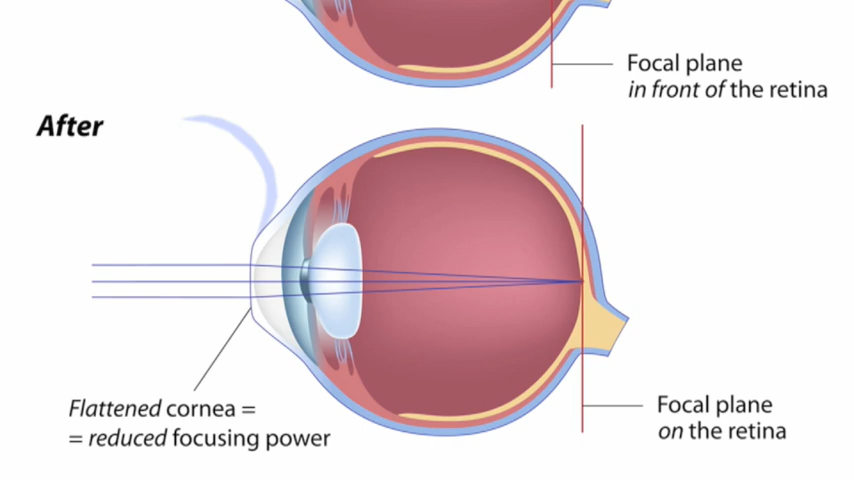 Focal plane
in front of the retina
After
Flattened cornea =
= reduced focusing power
Focal plane
on the retina